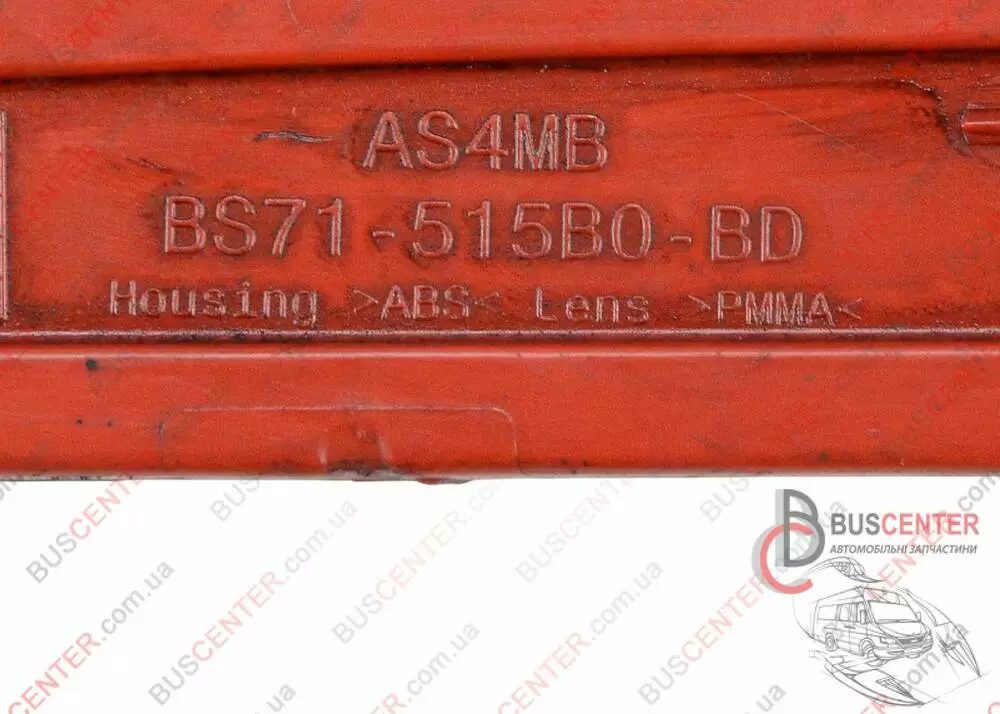 AS4MB
BS71-515B0-BD
Housing >ABS< Lens >PMMA<
BUSCENTER
АВТОМОБІЛЬНІ ЗАПЧАСТИНИ
BUSCENTER.com.ua